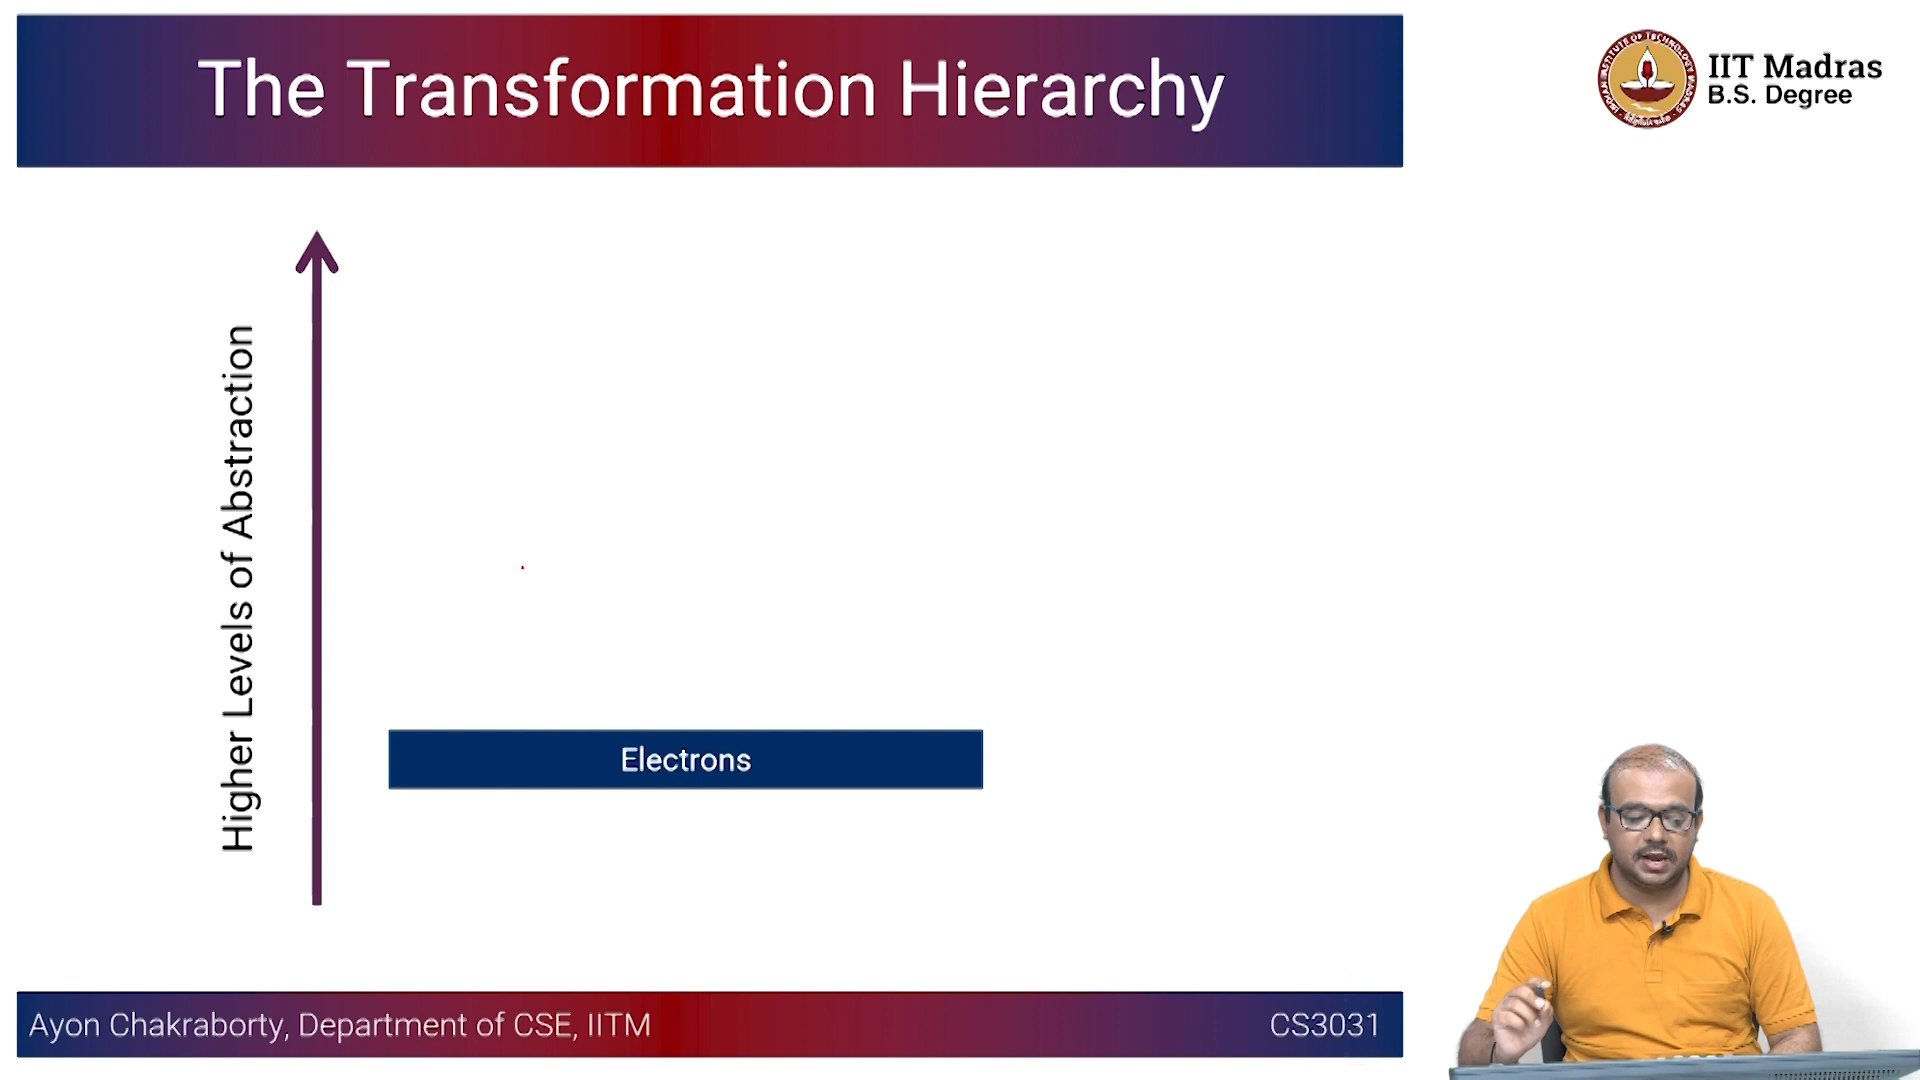 The Transformation Hierarchy
IIT Madras
B.S. Degree
Higher Levels of Abstraction
Electrons
Ayon Chakraborty, Department of CSE, IITM
CS3031